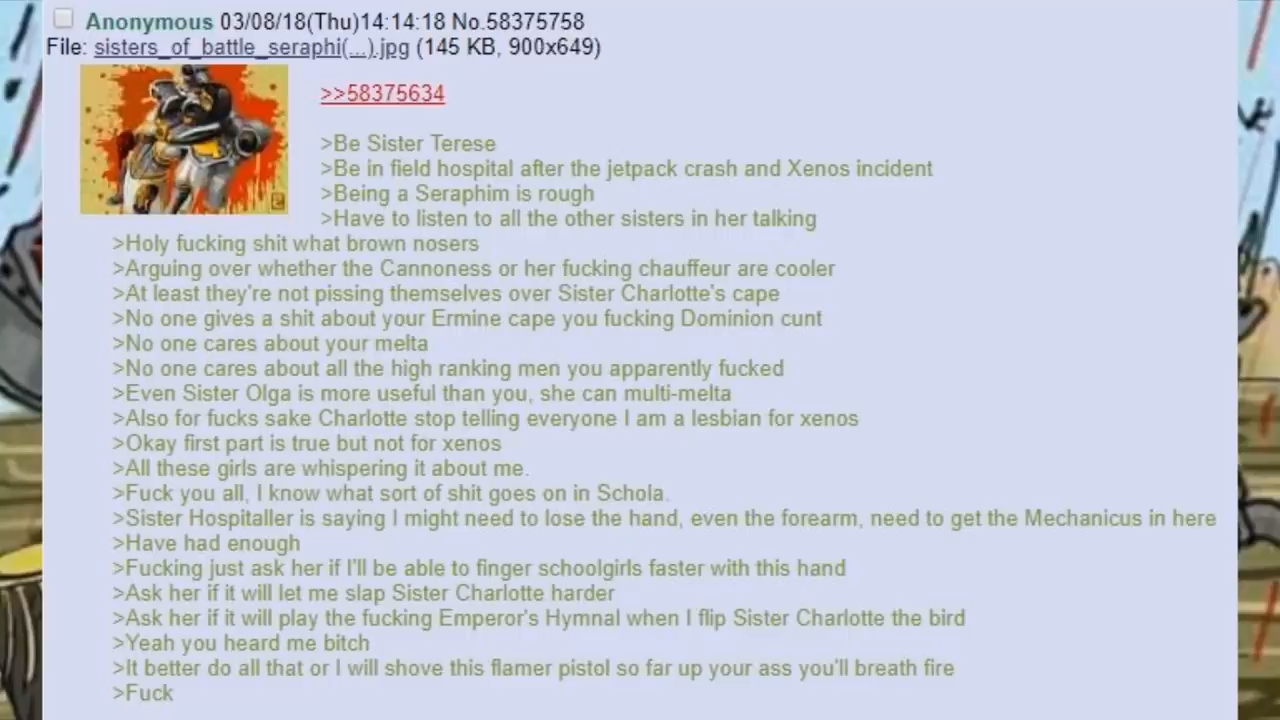 Anonymous 03/08/18(Thu)14:14:18 No.58375758
File: sisters_of_battle_seraphi(...).jpg (145 KB, 900x649)
>>58375634
>Be Sister Terese
>Be in field hospital after the jetpack crash and Xenos incident
>Being a Seraphim is rough
>Have to listen to all the other sisters in her talking
>Holy fucking shit what brown nosers
>Arguing over whether the Cannoness or her fucking chauffeur are cooler
>At least they're not pissing themselves over Sister Charlotte's cape
>No one gives a shit about your Ermine cape you fucking Dominion cunt
>No one cares about your melta
>No one cares about all the high ranking men you apparently fucked
>Even Sister Olga is more useful than you, she can multi-melta
>Also for fucks sake Charlotte stop telling everyone I am a lesbian for xenos
>Okay first part is true but not for xenos
>All these girls are whispering it about me.
>Fuck you all, I know what sort of shit goes on in Schola.
>Sister Hospitaller is saying I might need to lose the hand, even the forearm, need to get the Mechanicus in here
>Have had enough
>Fucking just ask her if I'll be able to finger schoolgirls faster with this hand
>Ask her if it will let me slap Sister Charlotte harder
>Ask her if it will play the fucking Emperor's Hymnal when I flip Sister Charlotte the bird
>Yeah you heard me bitch
>It better do all that or I will shove this flamer pistol so far up your ass you'll breath fire
>Fuck